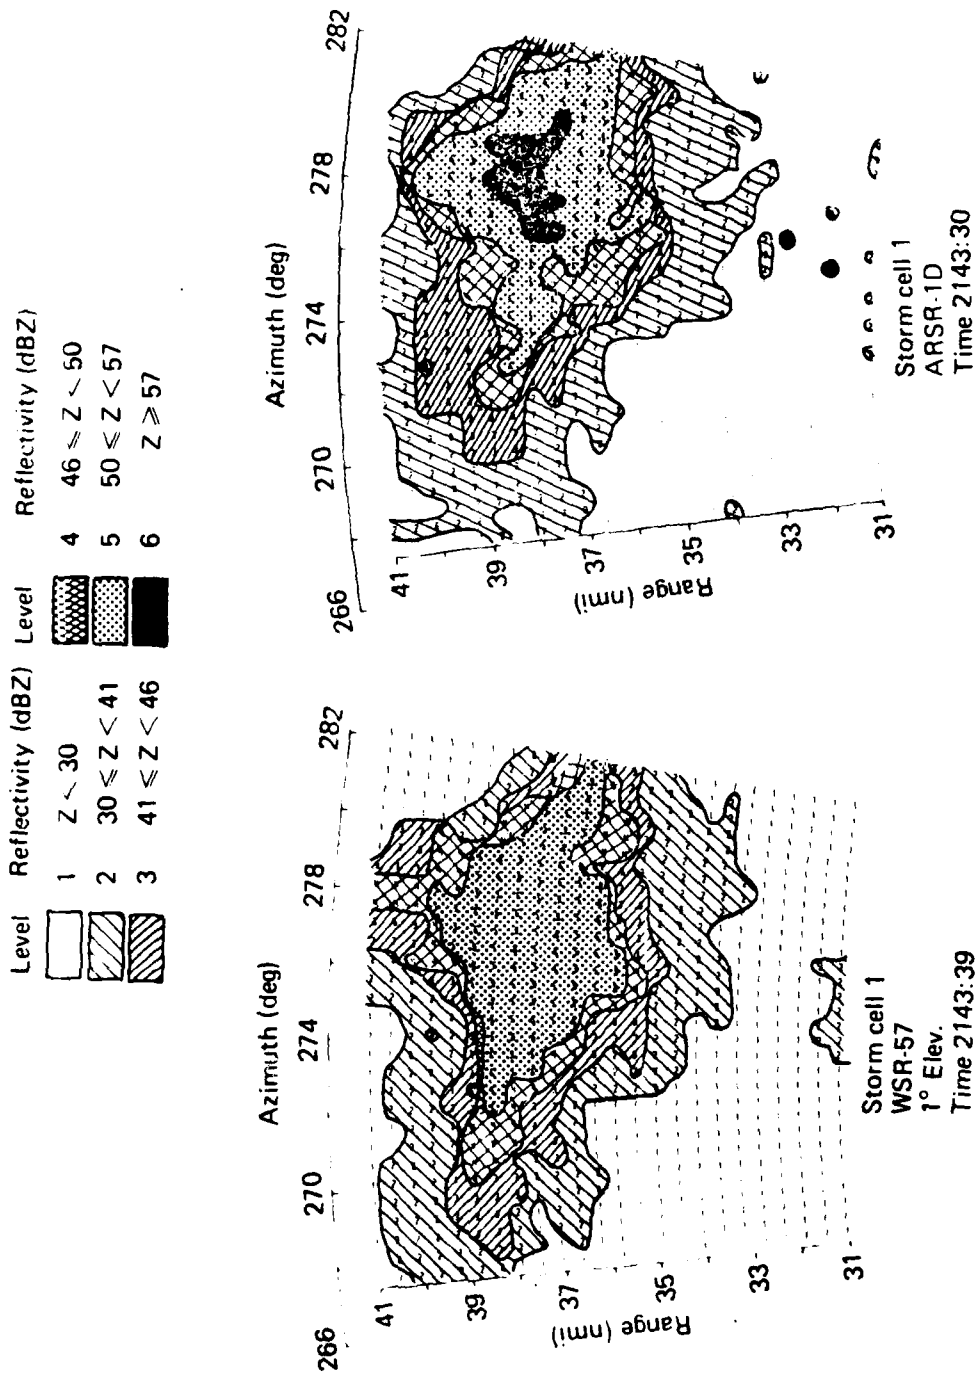 Level Reflectivity (dBZ) Level Reflectivity (dBZ)
1 Z < 30 4 46 ⩽ Z < 50
2 30 ⩽ Z < 41 5 50 ⩽ Z < 57
3 41 ⩽ Z < 46 6 Z ⩾ 57
Azimuth (deg)
266 270 274 278 282
41
39
37
35
33
31
Range (nmi)
Storm cell 1
WSR-57
1° Elev.
Time 2143:39
Azimuth (deg)
266 270 274 278 282
41
39
37
35
33
31
Range (nmi)
Storm cell 1
ARSR-1D
Time 2143:30